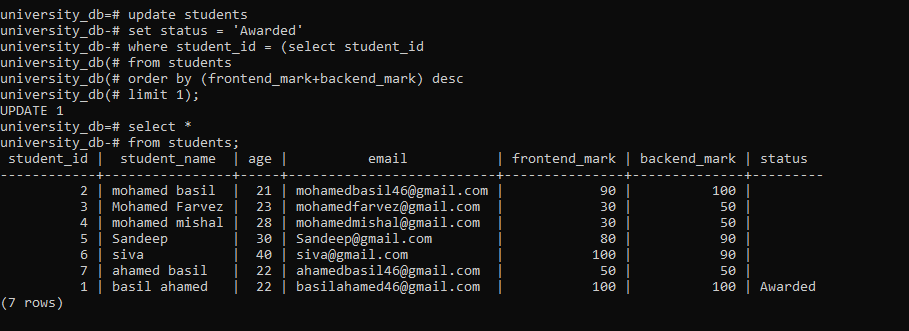 university_db=# update students
university_db-# set status = 'Awarded'
university_db-# where student_id = (select student_id
university_db(# from students
university_db(# order by (frontend_mark+backend_mark) desc
university_db(# limit 1);
UPDATE 1
university_db=# select *
university_db-# from students;
 student_id |  student_name  | age |          email           | frontend_mark | backend_mark | status
------------+----------------+-----+--------------------------+---------------+--------------+---------
          2 | mohamed basil  |  21 | mohamedbasil46@gmail.com |            90 |          100 |
          3 | Mohamed Farvez |  23 | mohamedfarvez@gmail.com  |            30 |           50 |
          4 | mohamed mishal |  28 | mohamedmishal@gmail.com  |            30 |           50 |
          5 | Sandeep        |  30 | Sandeep@gmail.com        |            80 |           90 |
          6 | siva           |  40 | siva@gmail.com           |           100 |           90 |
          7 | ahamed basil   |  22 | ahamedbasil46@gmail.com  |            50 |           50 |
          1 | basil ahamed   |  22 | basilahamed46@gmail.com  |           100 |          100 | Awarded
(7 rows)